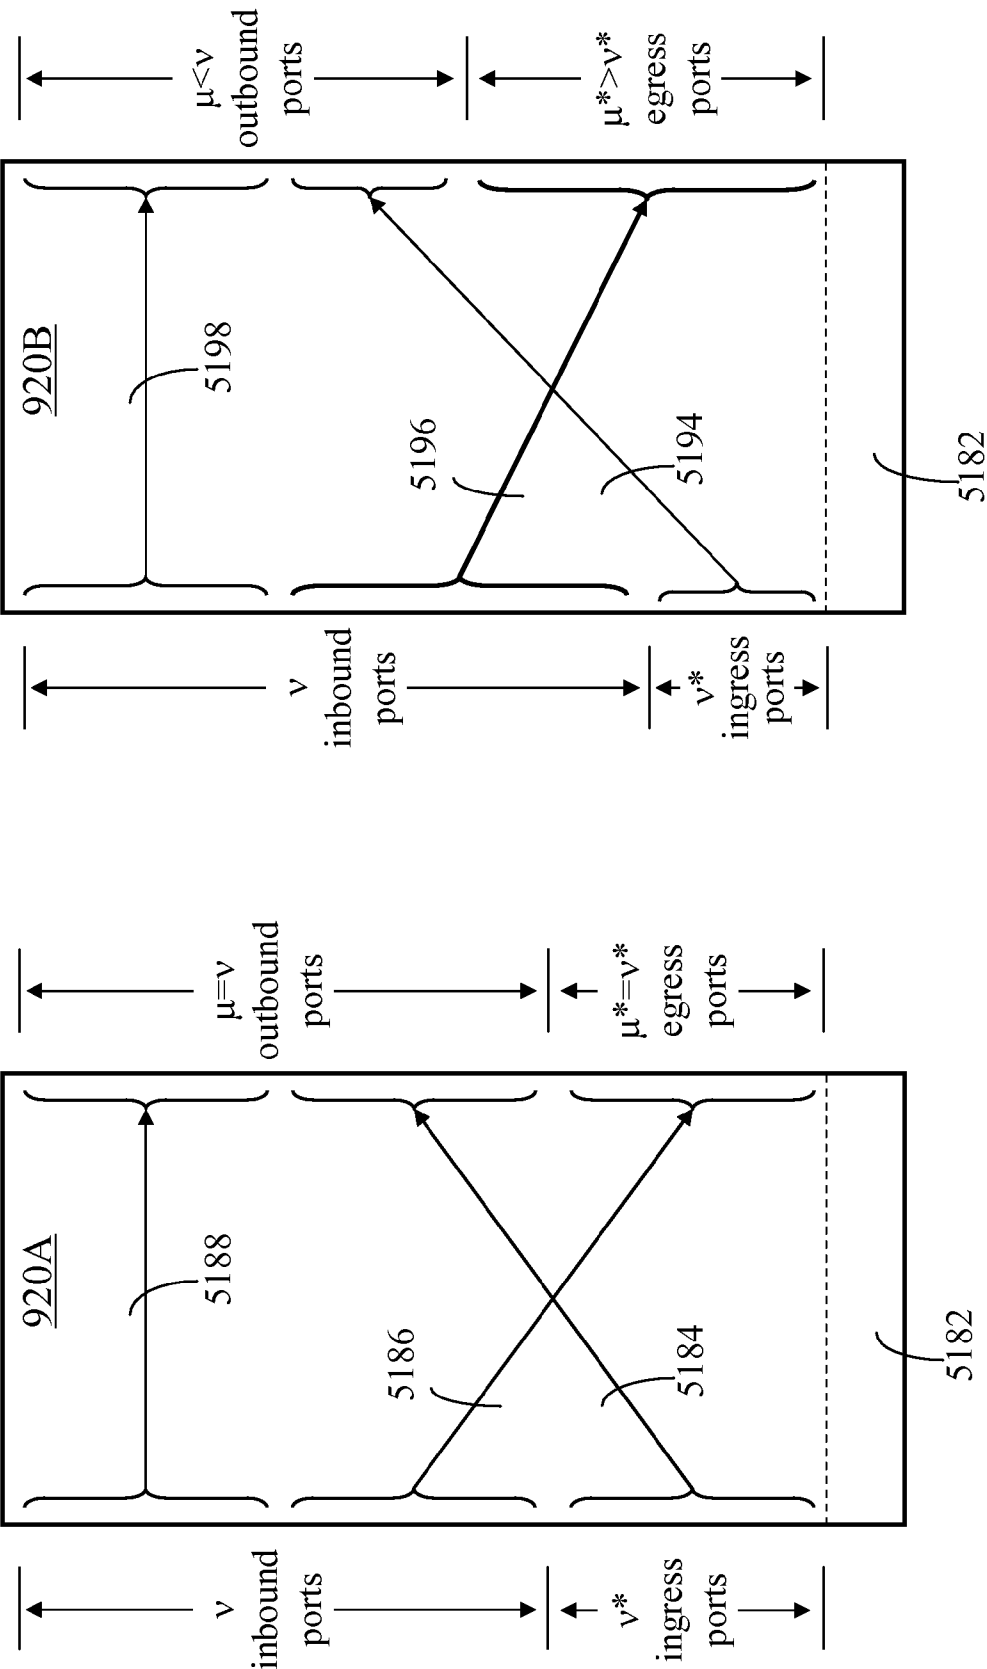 920A
ν
inbound
ports
ν*
ingress
ports
5188
5186
5184
μ=ν
outbound
ports
μ*=ν*
egress
ports
5182
920B
ν
inbound
ports
ν*
ingress
ports
5198
5196
5194
μ<ν
outbound
ports
μ*>ν*
egress
ports
5182